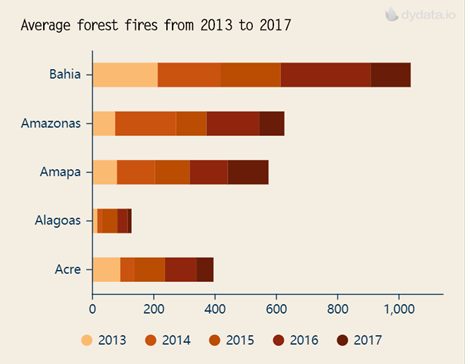 dydata.io
Average forest fires from 2013 to 2017
Bahia
Amazonas
Amapa
Alagoas
Acre
0 200 400 600 800 1,000
2013 2014 2015 2016 2017